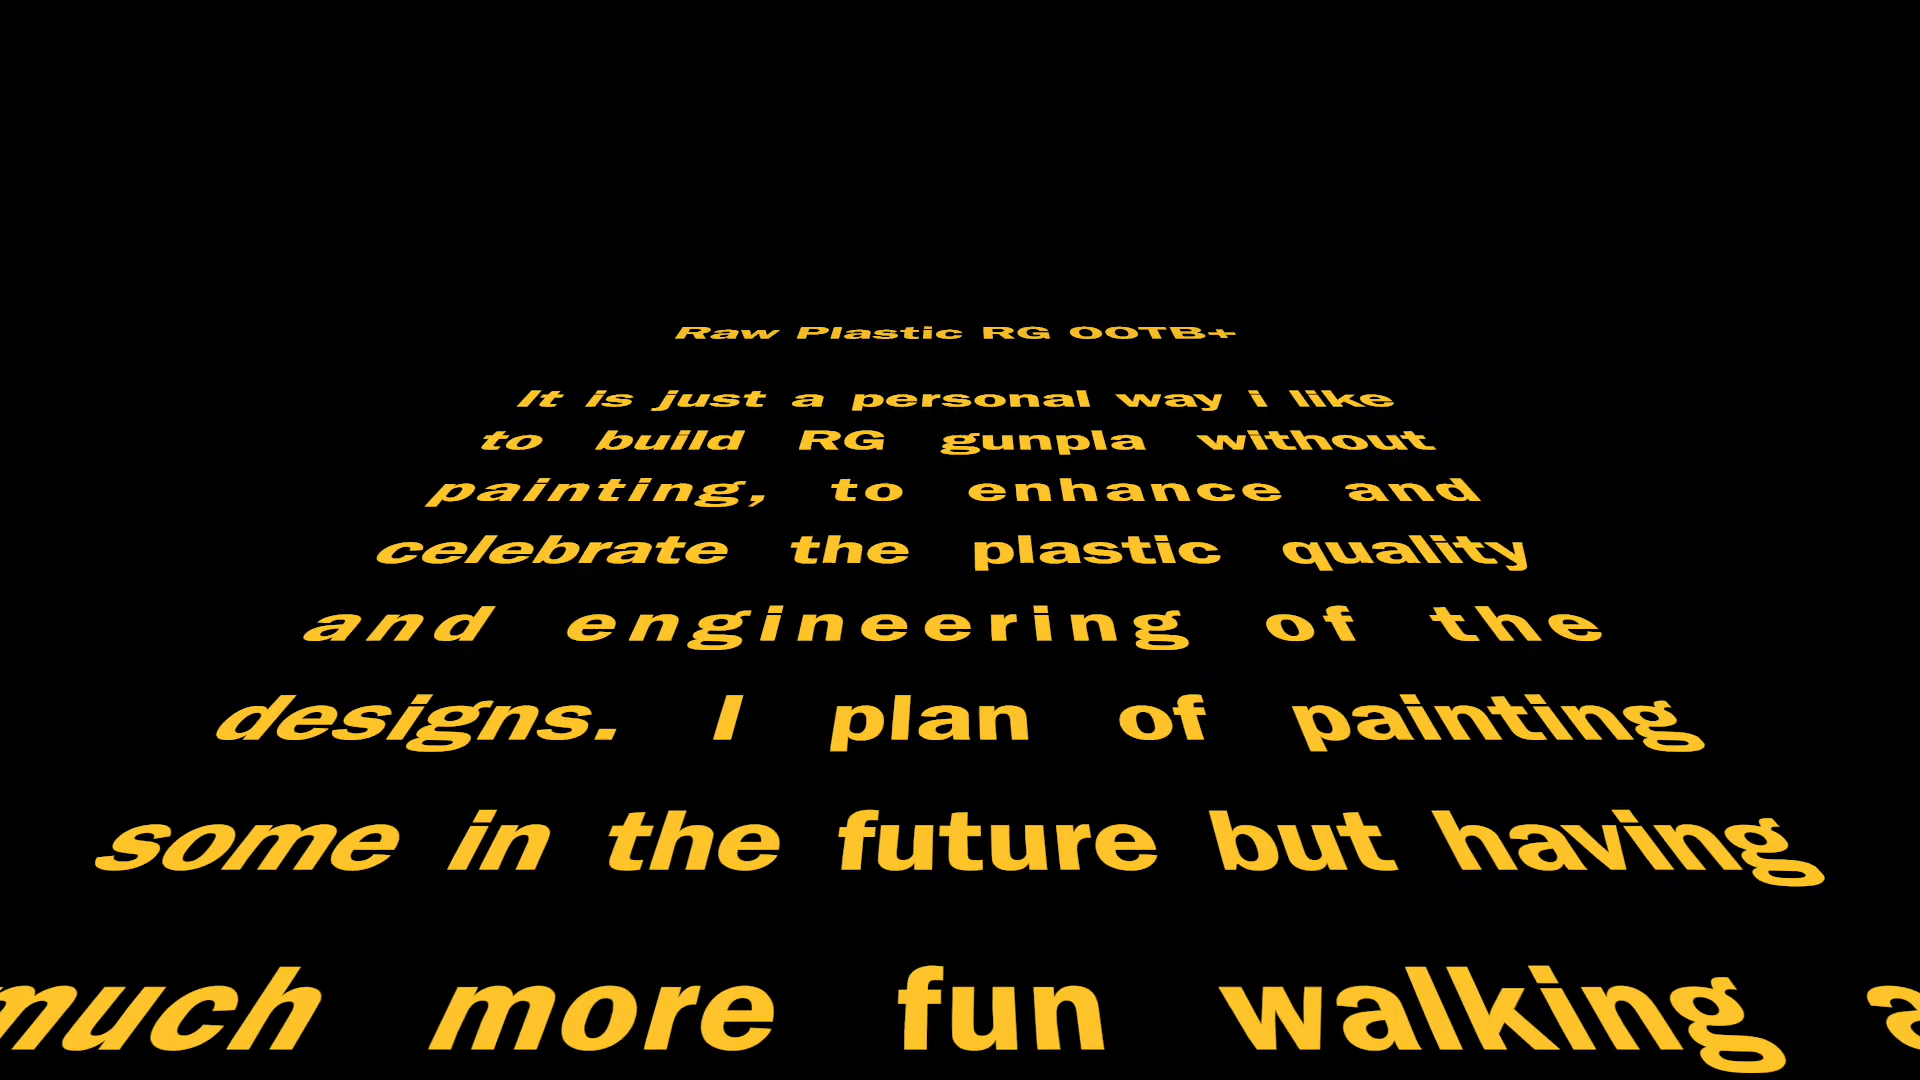 Raw Plastic RG OOTB+
It is just a personal way i like
to build RG gunpla without
painting, to enhance and
celebrate the plastic quality
and engineering of the
designs. I plan of painting
some in the future but having
much more fun walking